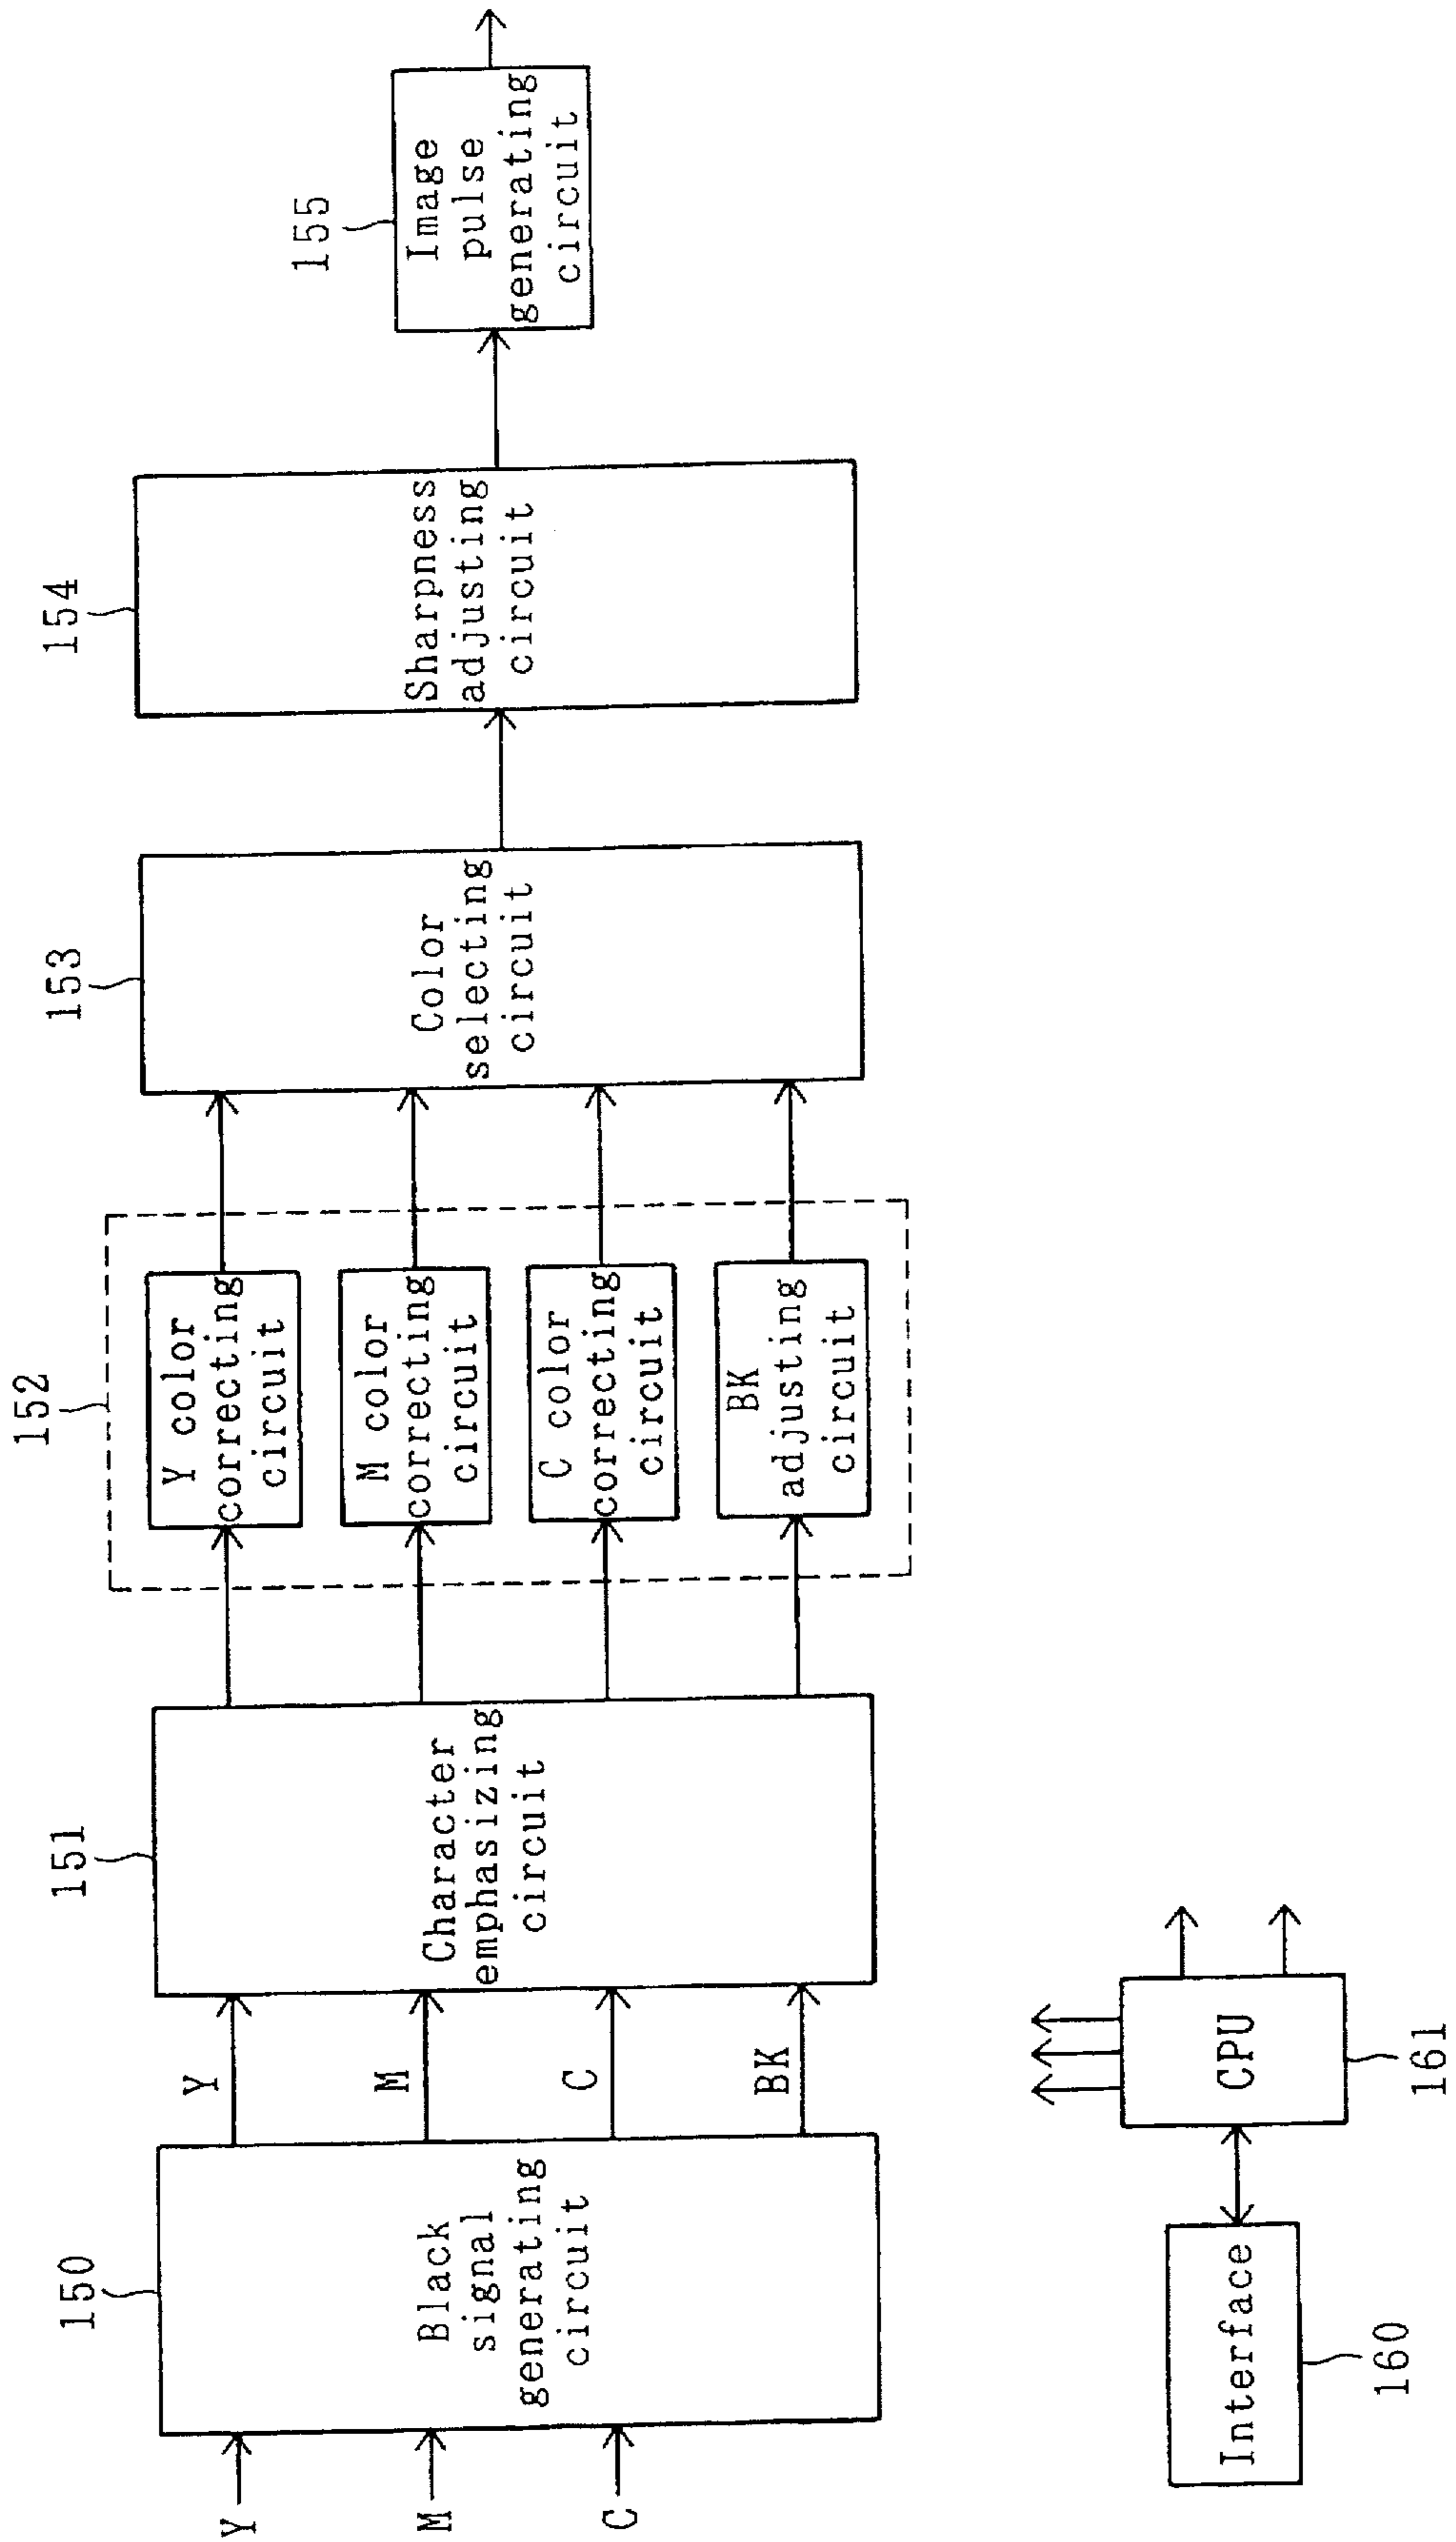 150
151
152
153
154
155
Y
M
C
Black
signal
generating
circuit
Y
M
C
BK
Character
emphasizing
circuit
Y color
correcting
circuit
M color
correcting
circuit
C color
correcting
circuit
BK
adjusting
circuit
Color
selecting
circuit
Sharpness
adjusting
circuit
Image
pulse
generating
circuit
Interface
160
CPU
161